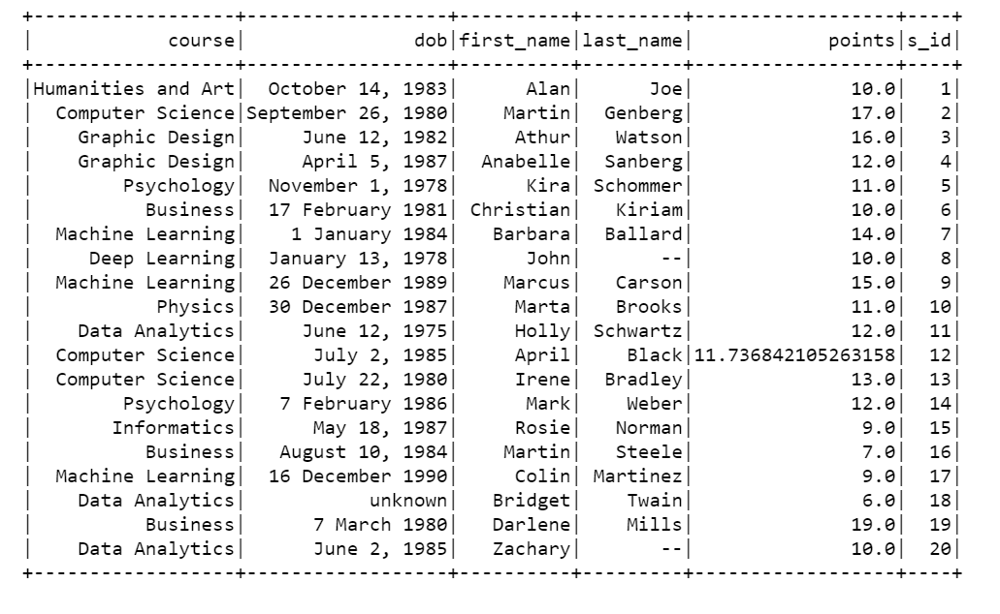 +-----------------+------------------+----------+---------+------------------+----+
|           course|               dob|first_name|last_name|            points|s_id|
+-----------------+------------------+----------+---------+------------------+----+
|Humanities and Art|  October 14, 1983|      Alan|      Joe|              10.0|   1|
|  Computer Science|September 26, 1980|    Martin|  Genberg|              17.0|   2|
|    Graphic Design|     June 12, 1982|     Athur|   Watson|              16.0|   3|
|    Graphic Design|     April 5, 1987|  Anabelle|  Sanberg|              12.0|   4|
|        Psychology|  November 1, 1978|      Kira| Schommer|              11.0|   5|
|          Business|  17 February 1981| Christian|   Kiriam|              10.0|   6|
|  Machine Learning|    1 January 1984|   Barbara|  Ballard|              14.0|   7|
|     Deep Learning|  January 13, 1978|      John|       --|              10.0|   8|
|  Machine Learning|  26 December 1989|    Marcus|   Carson|              15.0|   9|
|           Physics|  30 December 1987|     Marta|   Brooks|              11.0|  10|
|    Data Analytics|     June 12, 1975|     Holly| Schwartz|              12.0|  11|
|  Computer Science|      July 2, 1985|     April|    Black|11.736842105263158|  12|
|  Computer Science|     July 22, 1980|     Irene|  Bradley|              13.0|  13|
|        Psychology|   7 February 1986|      Mark|    Weber|              12.0|  14|
|       Informatics|      May 18, 1987|     Rosie|   Norman|               9.0|  15|
|          Business|   August 10, 1984|    Martin|   Steele|               7.0|  16|
|  Machine Learning|  16 December 1990|     Colin| Martinez|               9.0|  17|
|    Data Analytics|           unknown|   Bridget|    Twain|               6.0|  18|
|          Business|      7 March 1980|   Darlene|    Mills|              19.0|  19|
|    Data Analytics|      June 2, 1985|   Zachary|       --|              10.0|  20|
+-----------------+------------------+----------+---------+------------------+----+